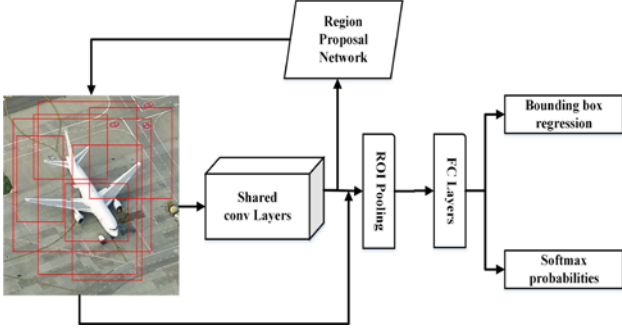 Region
Proposal
Network
Shared
conv Layers
ROI Pooling
FC Layers
Bounding box
regression
Softmax
probabilities